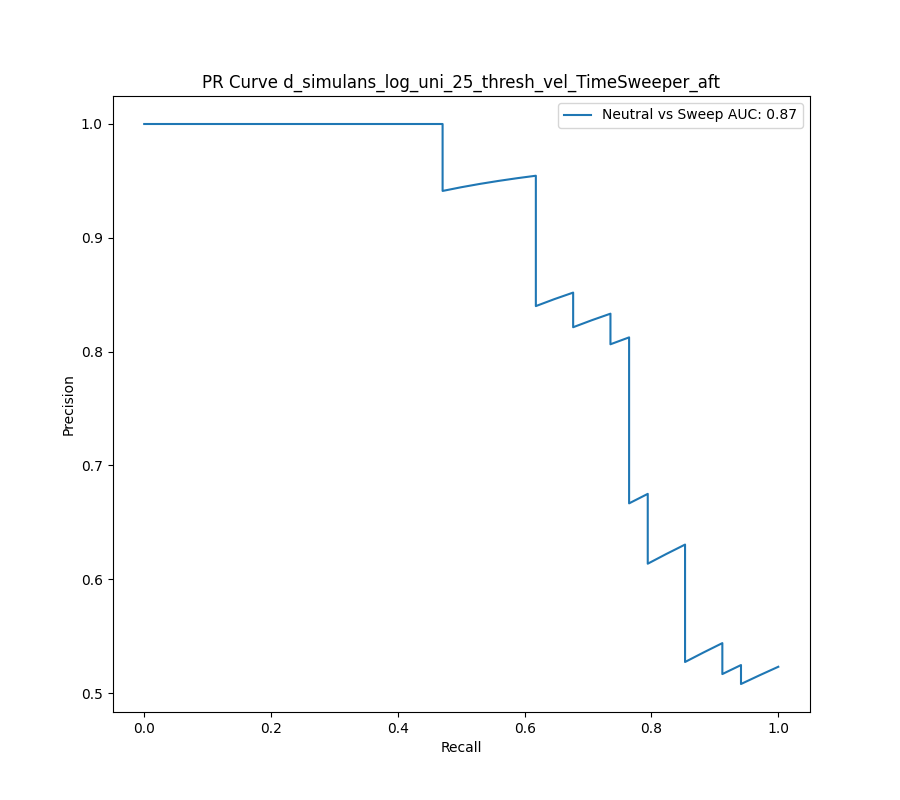 PR Curve d_simulans_log_uni_25_thresh_vel_TimeSweeper_aft
Neutral vs Sweep AUC: 0.87
1.0
0.9
0.8
0.7
0.6
0.5
Precision
0.0 0.2 0.4 0.6 0.8 1.0
Recall